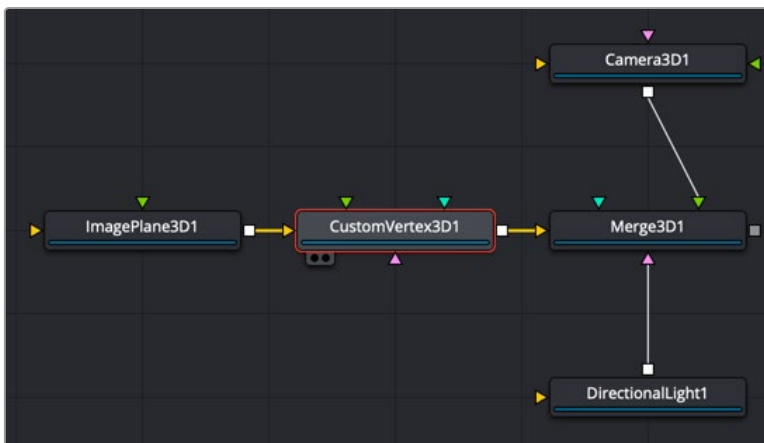 Camera3D1
ImagePlane3D1
CustomVertex3D1
Merge3D1
DirectionalLight1